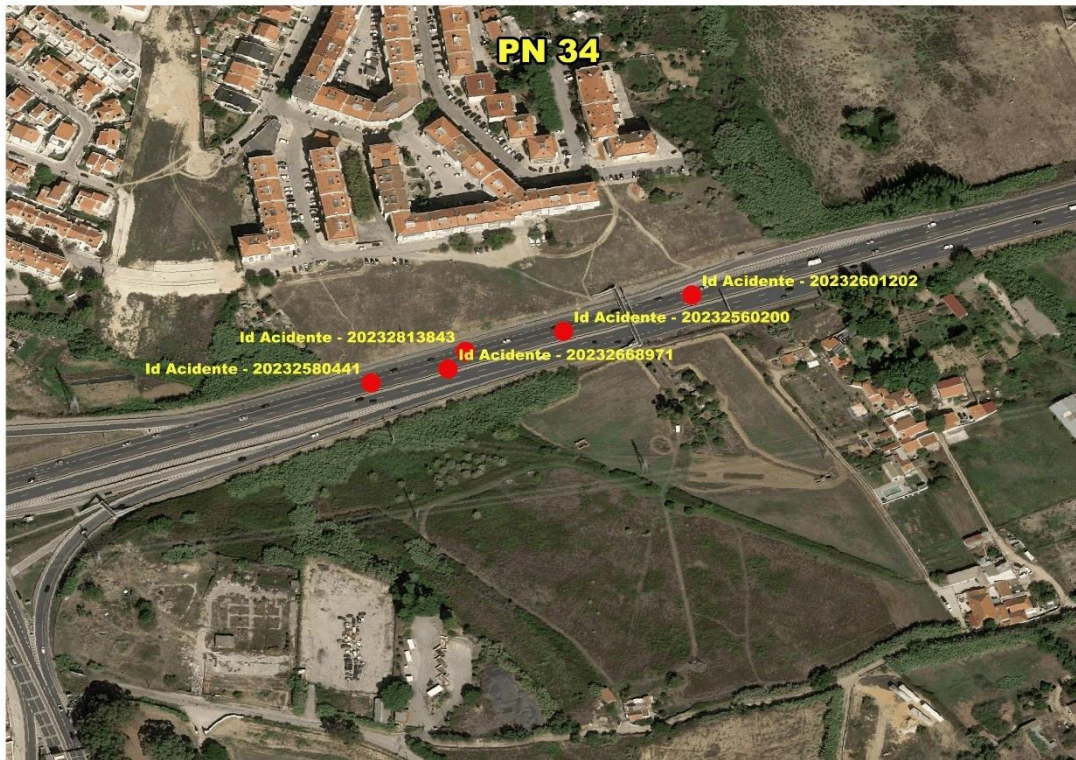 PN 34
Id Acidente - 20232601202
Id Acidente - 20232560200
Id Acidente - 20232813843
Id Acidente - 20232668971
Id Acidente - 20232580441